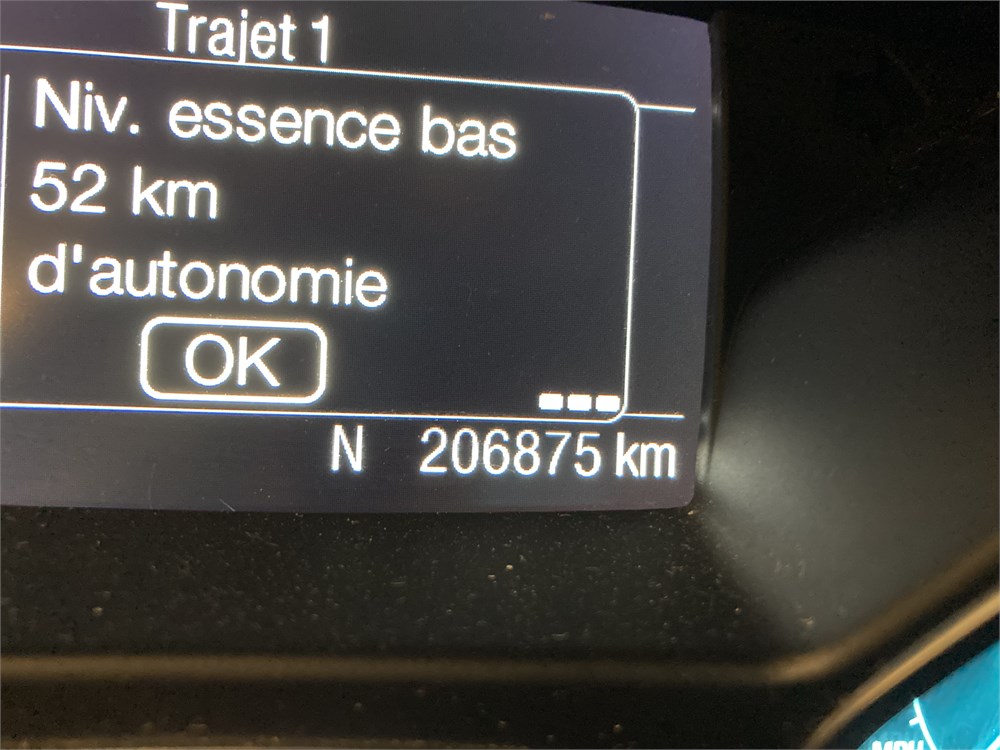 Trajet 1
Niv. essence bas
52 km
d'autonomie
OK
N 206875 km